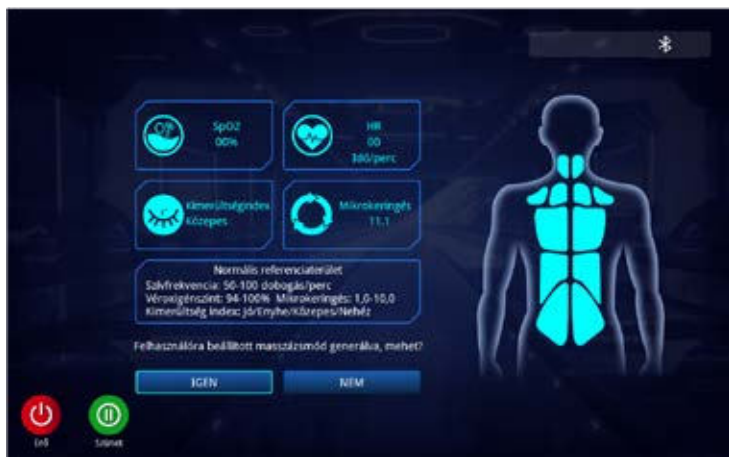 SpO2
00%
HR
00
Idő/perc
Kimerültségindex
Közepes
Mikrokeringés
11.1
Normális referenciaterület
Szívfrekvencia: 50-100 dobogás/perc
Véroxigénszint: 94-100% Mikrokeringés: 1,0-10,0
Kimerültség Index: Jó/Enyhe/Közepes/Nehéz
Felhasználóra beállított masszázsmód generálva, mehet?
IGEN
NEM
Erő
Szünet